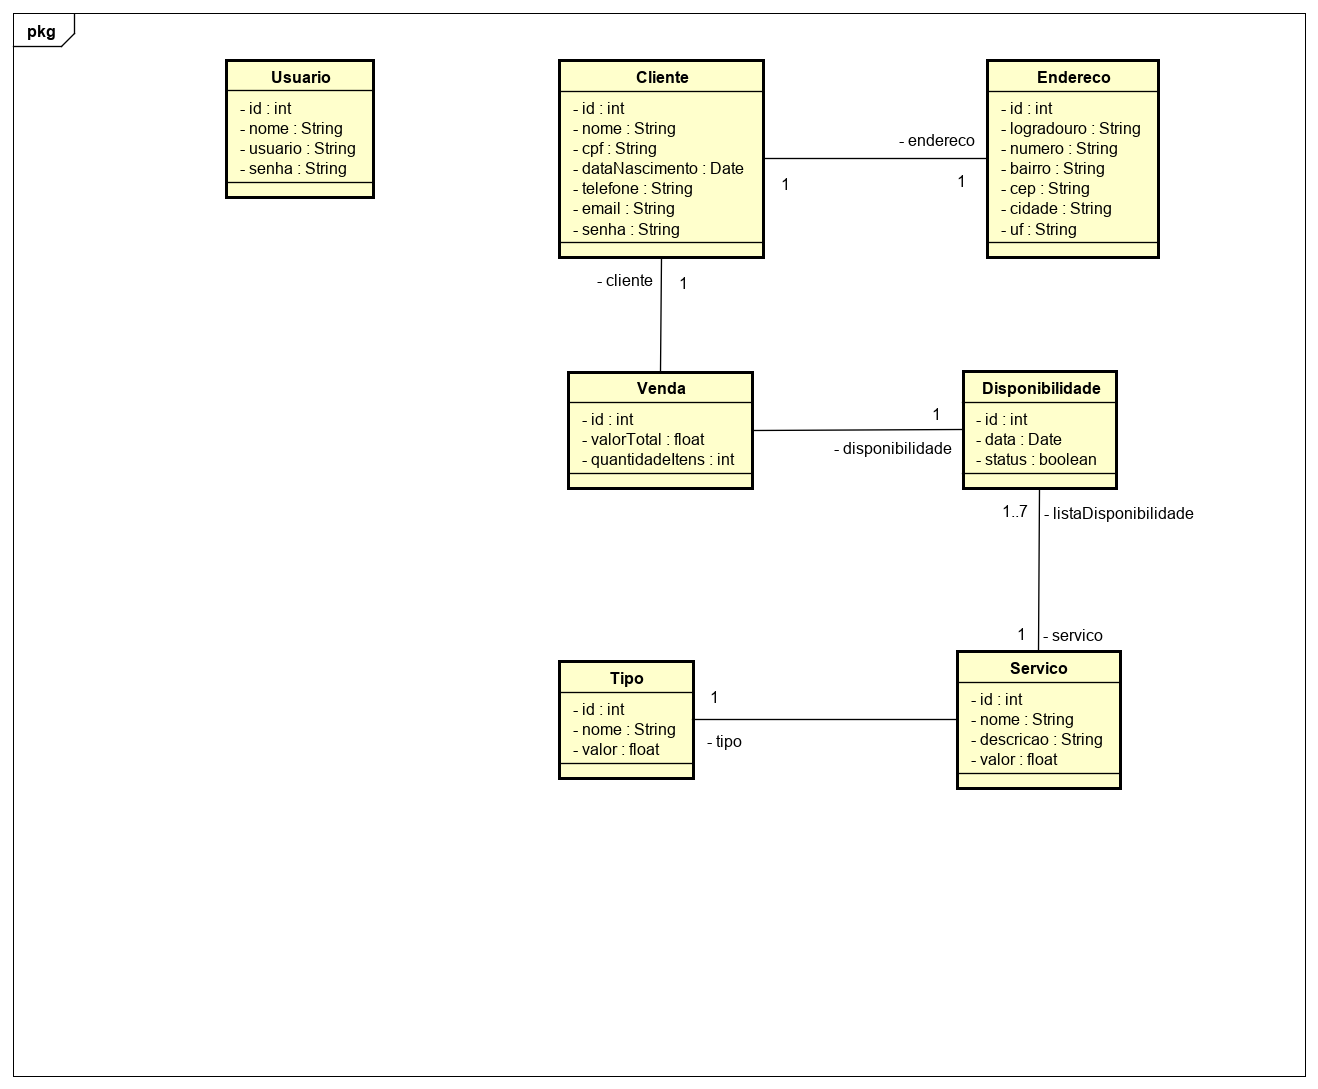 pkg
Usuario
- id : int
- nome : String
- usuario : String
- senha : String
Cliente
- id : int
- nome : String
- cpf : String
- dataNascimento : Date
- telefone : String
- email : String
- senha : String
Endereco
- id : int
- logradouro : String
- numero : String
- bairro : String
- cep : String
- cidade : String
- uf : String
- endereco
1
1
- cliente
1
Venda
- id : int
- valorTotal : float
- quantidadeItens : int
1
- disponibilidade
Disponibilidade
- id : int
- data : Date
- status : boolean
1..7
- listaDisponibilidade
1
- servico
Tipo
- id : int
- nome : String
- valor : float
1
- tipo
Servico
- id : int
- nome : String
- descricao : String
- valor : float